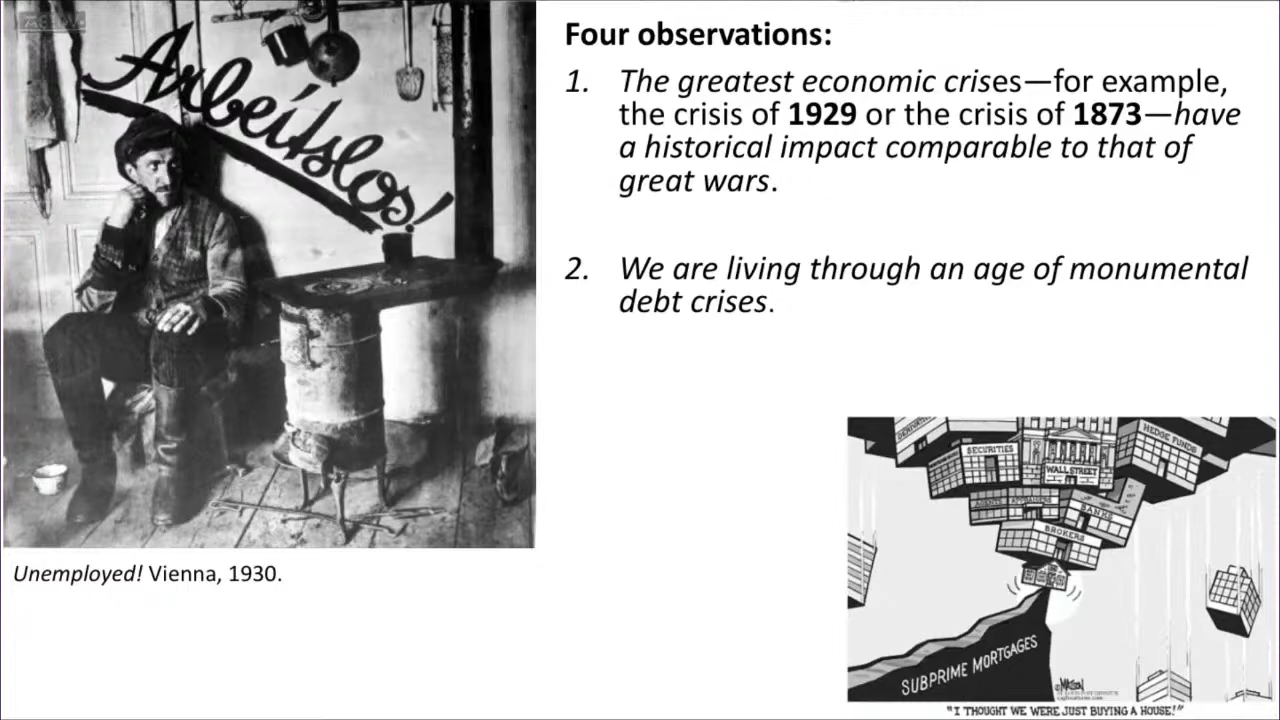 Arbeitslos!
Unemployed! Vienna, 1930.
Four observations:
1. The greatest economic crises—for example,
the crisis of 1929 or the crisis of 1873—have
a historical impact comparable to that of
great wars.
2. We are living through an age of monumental
debt crises.
SECURITIES
WALL STREET
HEDGE FUNDS
AGENTS APPRAISERS
BANKS
BROKERS
SUBPRIME MORTGAGES
"I THOUGHT WE WERE JUST BUYING A HOUSE!"